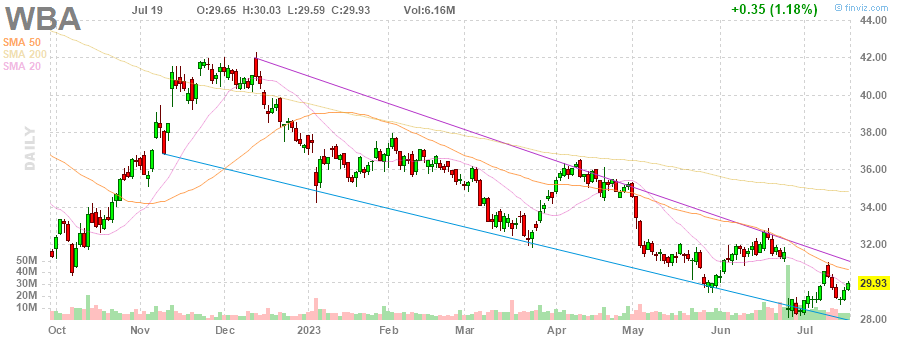 WBA Jul 19 O:29.65 H:30.03 L:29.59 C:29.93 Vol:6.16M +0.35 (1.18%) © finviz.com
SMA 50
SMA 200
SMA 20
DAILY
44.00
42.00
40.00
38.00
36.00
34.00
32.00
29.93
28.00
50M
40M
30M
20M
10M
Oct Nov Dec 2023 Feb Mar Apr May Jun Jul